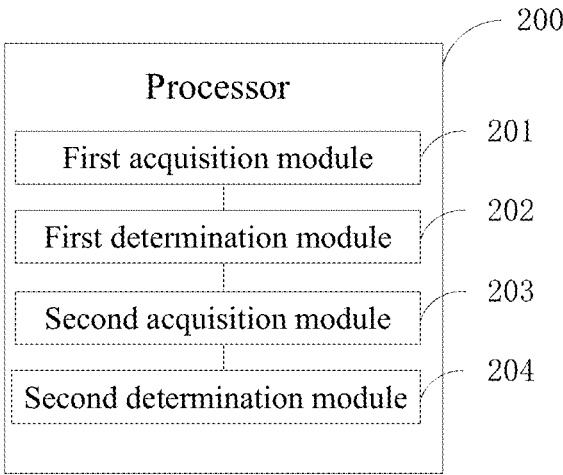 200
Processor
201
First acquisition module
202
First determination module
203
Second acquisition module
204
Second determination module